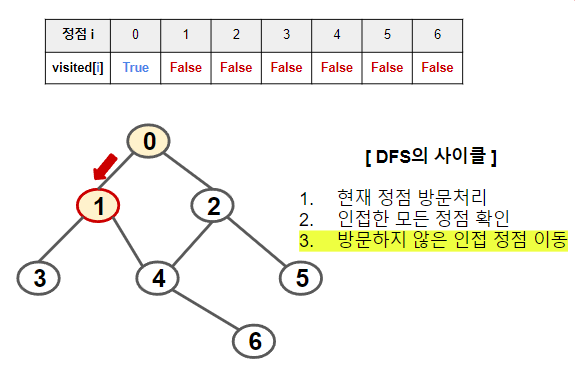 정점 i 0 1 2 3 4 5 6
visited[i] True False False False False False False
0
[ DFS의 사이클 ]
1 2
1. 현재 정점 방문처리
2. 인접한 모든 정점 확인
3. 방문하지 않은 인접 정점 이동
3 4 5
6